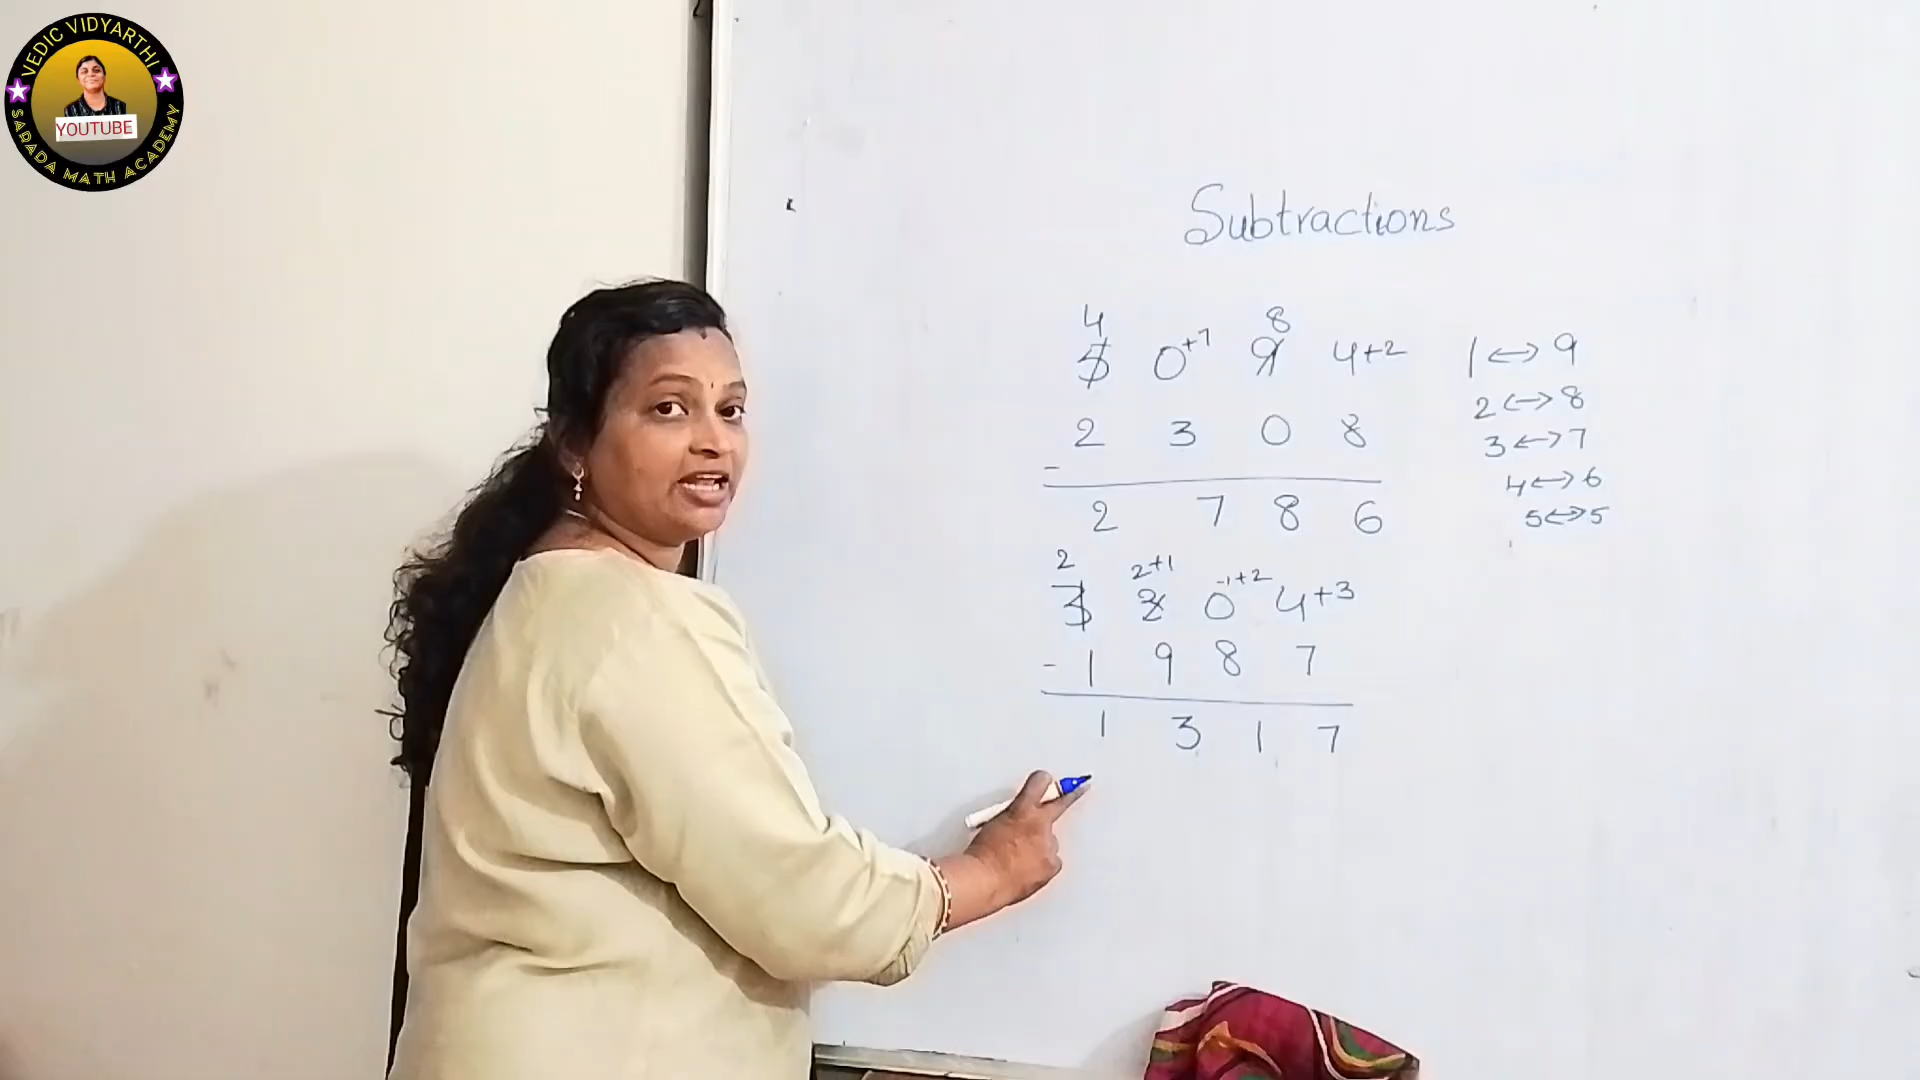 VEDIC VIDYARTHI
YOUTUBE
SARADA MATH ACADEMY
Subtractions
4 8
5 0+7 9 4+2
2 3 0 8
-
2 7 8 6
1 ↔ 9
2 ↔ 8
3 ↔ 7
4 ↔ 6
5 ↔ 5
2 2+1 -1+2
3 3 0 4+3
- 1 9 8 7
1 3 1 7